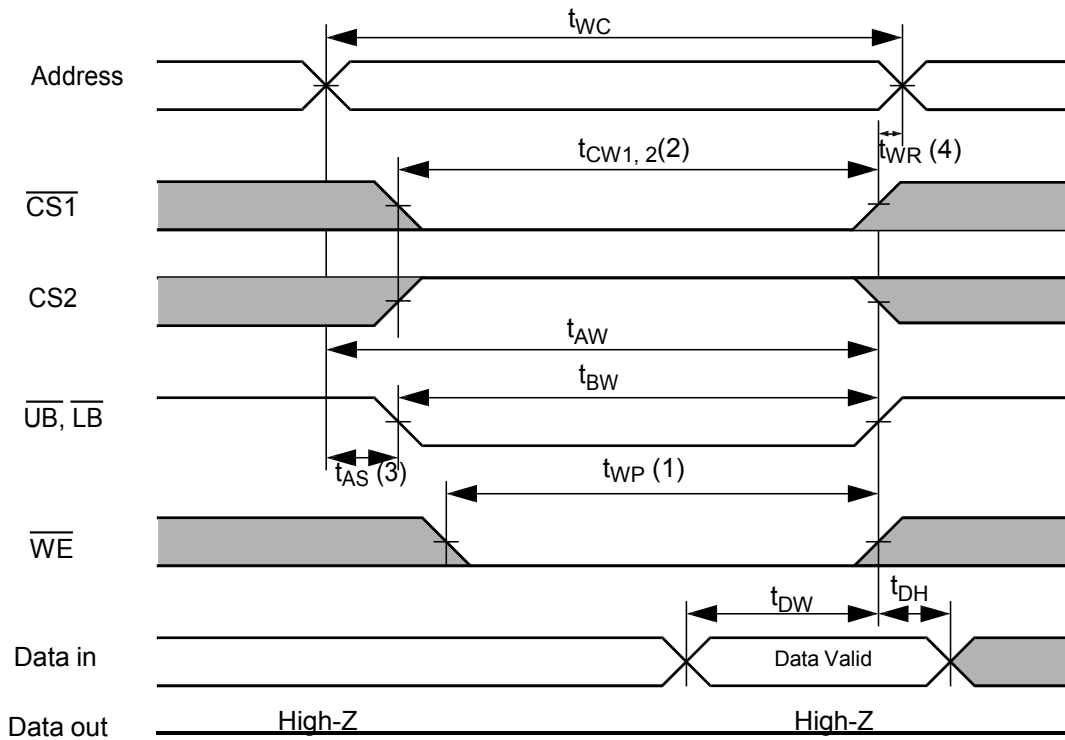 tWC
Address
tCW1, 2(2)
tWR (4)
CS1
CS2
tAW
tBW
UB, LB
tAS (3)
tWP (1)
WE
tDW
tDH
Data in
Data Valid
Data out
High-Z
High-Z